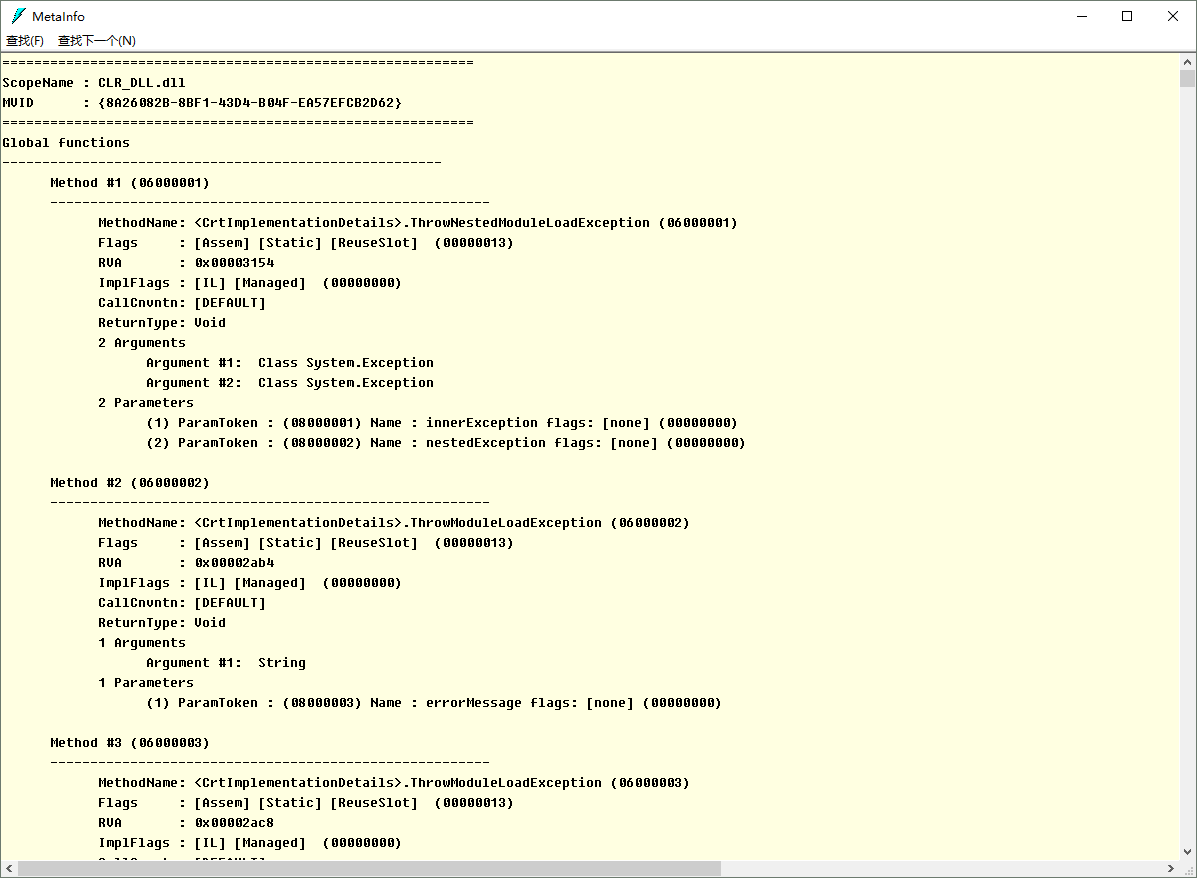 MetaInfo
查找(F) 查找下一个(N)
===========================================================
ScopeName : CLR_DLL.dll
MVID      : {8A26082B-8BF1-43D4-B04F-EA57EFCB2D62}
===========================================================
Global functions
-------------------------------------------------------
Method #1 (06000001)
-------------------------------------------------------
MethodName: <CrtImplementationDetails>.ThrowNestedModuleLoadException (06000001)
Flags     : [Assem] [Static] [ReuseSlot]  (00000013)
RVA       : 0x00003154
ImplFlags : [IL] [Managed]  (00000000)
CallCnvntn: [DEFAULT]
ReturnType: Void
2 Arguments
Argument #1:  Class System.Exception
Argument #2:  Class System.Exception
2 Parameters
(1) ParamToken : (08000001) Name : innerException flags: [none] (00000000)
(2) ParamToken : (08000002) Name : nestedException flags: [none] (00000000)
Method #2 (06000002)
-------------------------------------------------------
MethodName: <CrtImplementationDetails>.ThrowModuleLoadException (06000002)
Flags     : [Assem] [Static] [ReuseSlot]  (00000013)
RVA       : 0x00002ab4
ImplFlags : [IL] [Managed]  (00000000)
CallCnvntn: [DEFAULT]
ReturnType: Void
1 Arguments
Argument #1:  String
1 Parameters
(1) ParamToken : (08000003) Name : errorMessage flags: [none] (00000000)
Method #3 (06000003)
-------------------------------------------------------
MethodName: <CrtImplementationDetails>.ThrowModuleLoadException (06000003)
Flags     : [Assem] [Static] [ReuseSlot]  (00000013)
RVA       : 0x00002ac8
ImplFlags : [IL] [Managed]  (00000000)